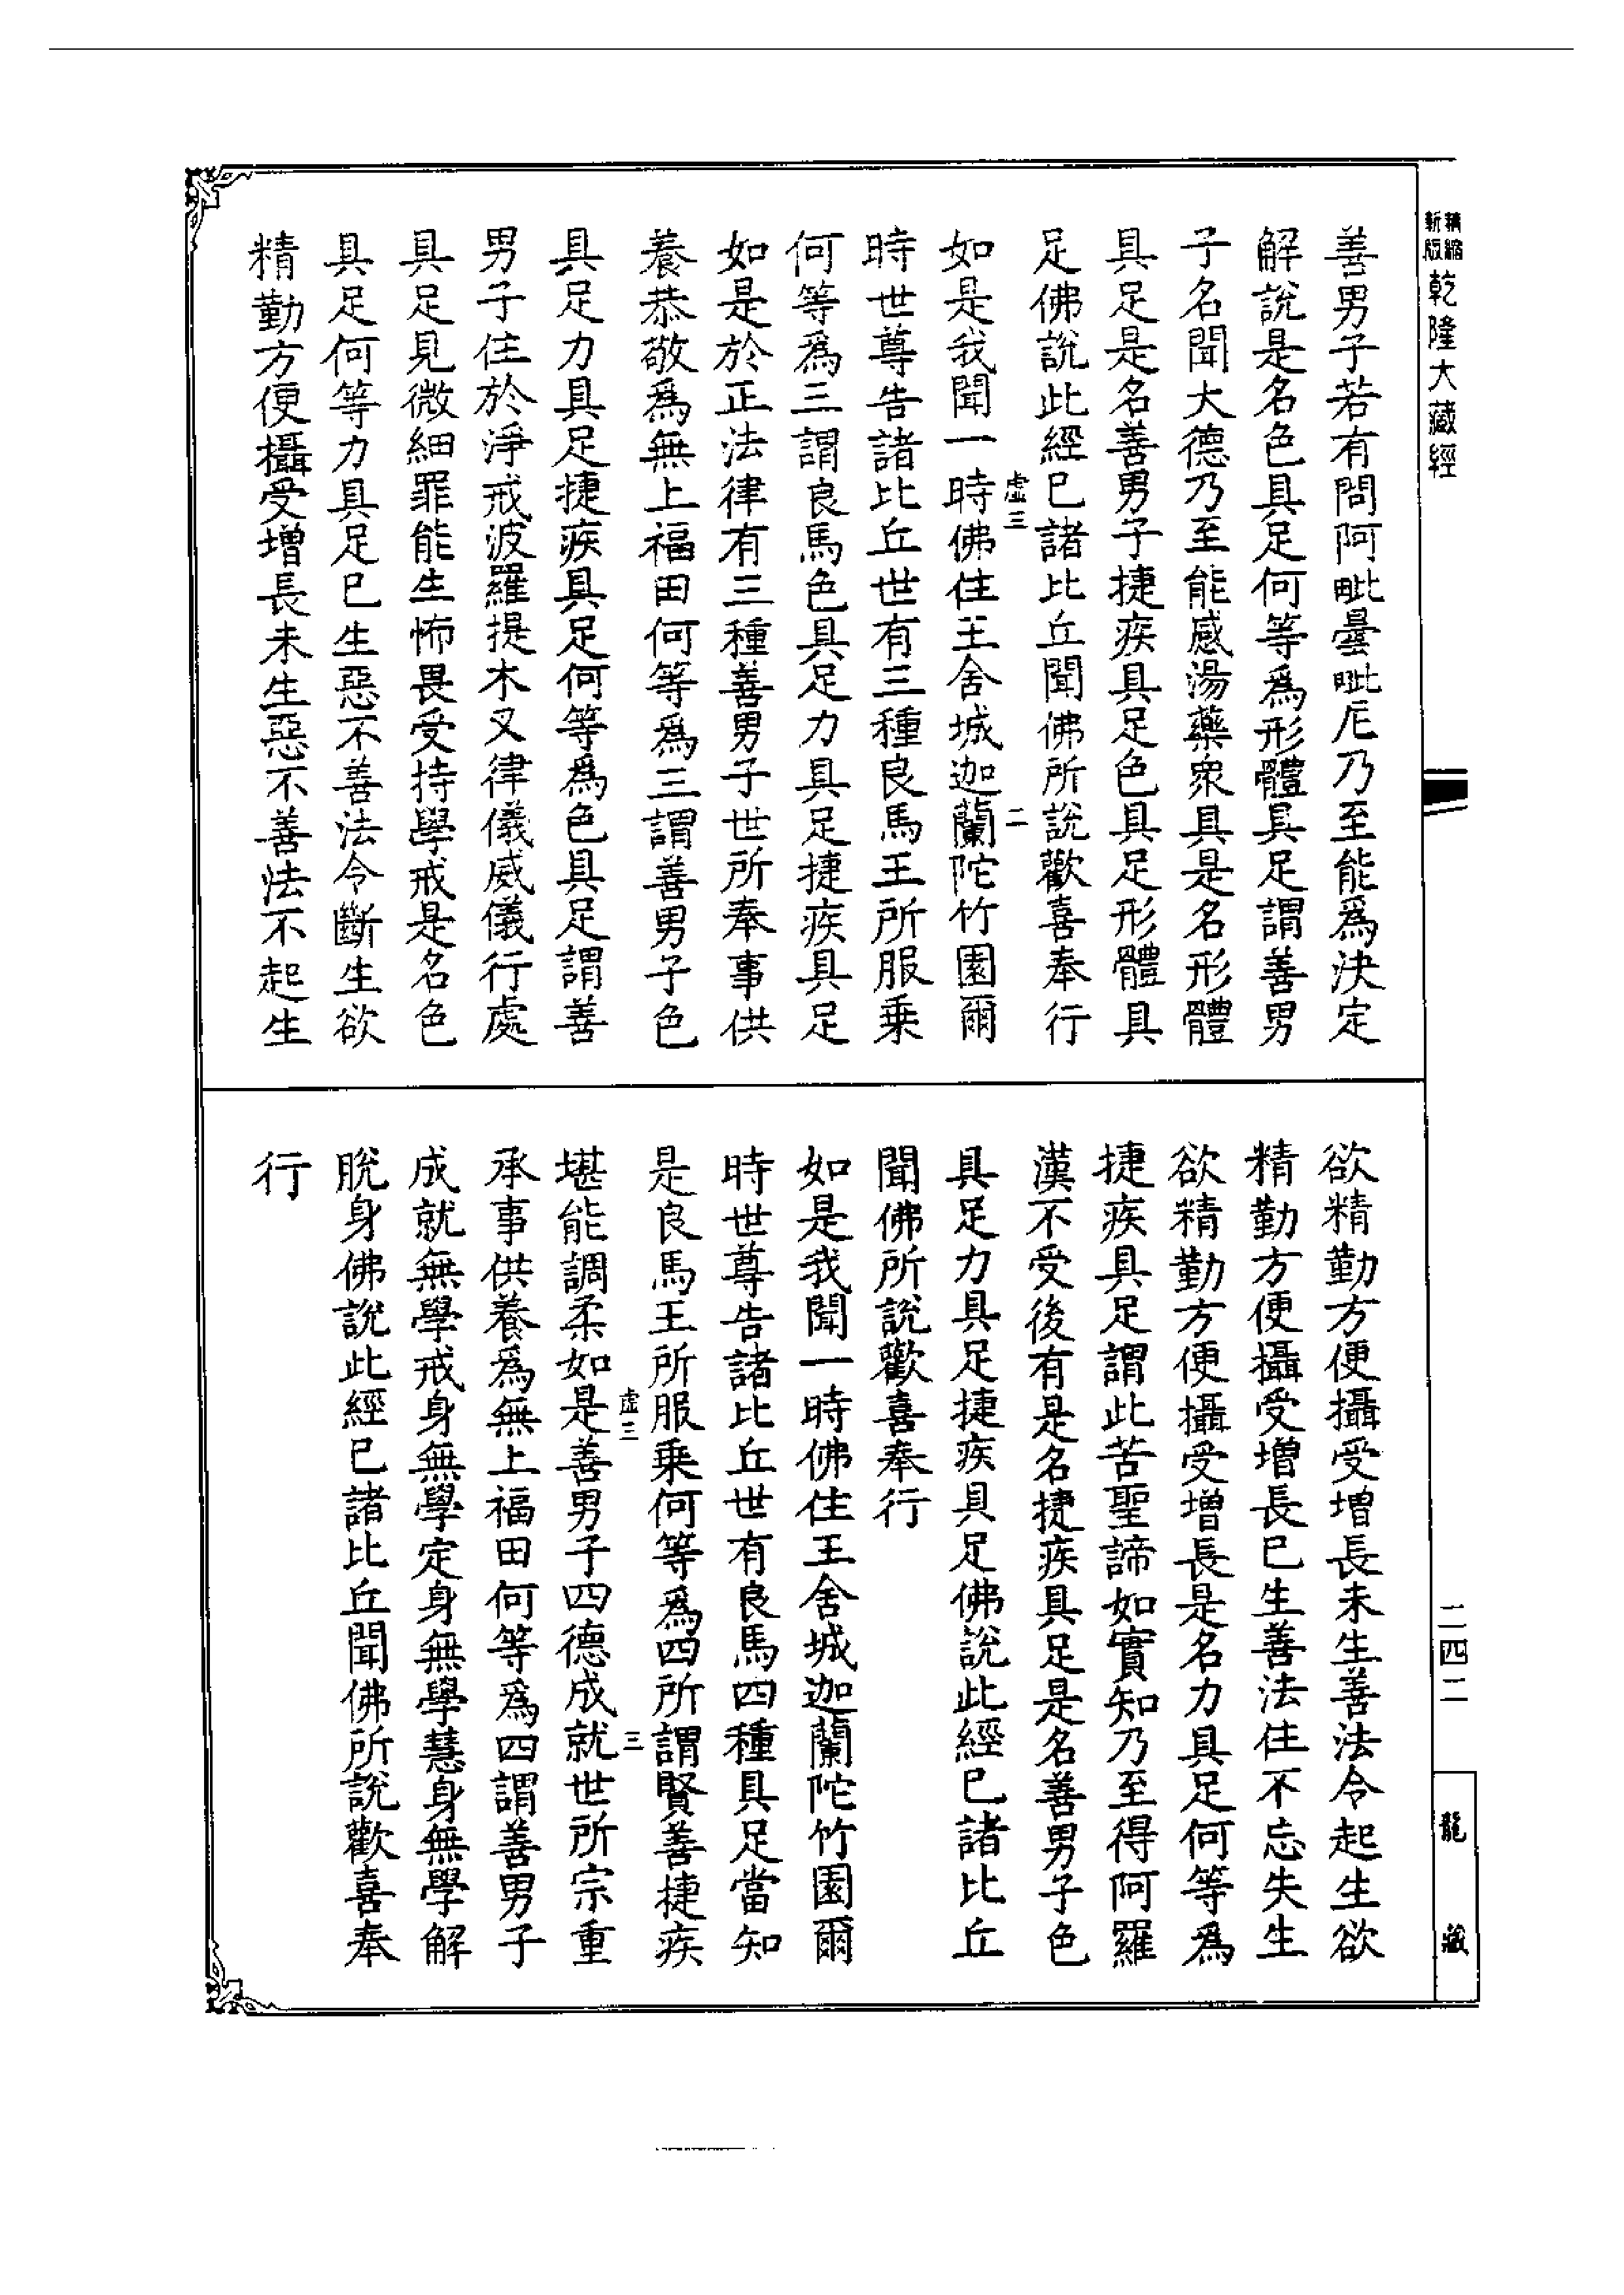 精縮新版乾隆大藏經
善男子若有問阿毗曇毗尼乃至能爲決定
解說是名色具足何等爲形體具足謂善男
子名聞大德乃至能感湯藥衆具是名形體
具足是名善男子捷疾具足色具足形體具
足佛說此經已諸比丘聞佛所說歡喜奉行
虛三 二
如是我聞一時佛住王舍城迦蘭陀竹園爾
時世尊告諸比丘世有三種良馬王所服乗
何等爲三謂良馬色具足力具足捷疾具足
如是於正法律有三種善男子世所奉事供
養恭敬爲無上福田何等爲三謂善男子色
具足力具足捷疾具足何等爲色具足謂善
男子住於淨戒波羅提木叉律儀威儀行處
具足見微細罪能生怖畏受持學戒是名色
具足何等力具足已生惡不善法令斷生欲
精勤方便攝受增長未生惡不善法不起生
欲精勤方便攝受增長未生善法令起生欲
精勤方便攝受增長已生善法住不忘失生
欲精勤方便攝受增長是名力具足何等爲
捷疾具足謂此苦聖諦如實知乃至得阿羅
漢不受後有是名捷疾具足是名善男子色
具足力具足捷疾具足佛說此經已諸比丘
聞佛所說歡喜奉行
如是我聞一時佛住王舍城迦蘭陀竹園爾
時世尊告諸比丘世有良馬四種具足當知
是良馬王所服乗何等爲四所謂賢善捷疾
虛三 三
堪能調柔如是善男子四德成就世所宗重
承事供養爲無上福田何等爲四謂善男子
成就無學戒身無學定身無學慧身無學解
脫身佛說此經已諸比丘聞佛所說歡喜奉
行
二四二
龍藏